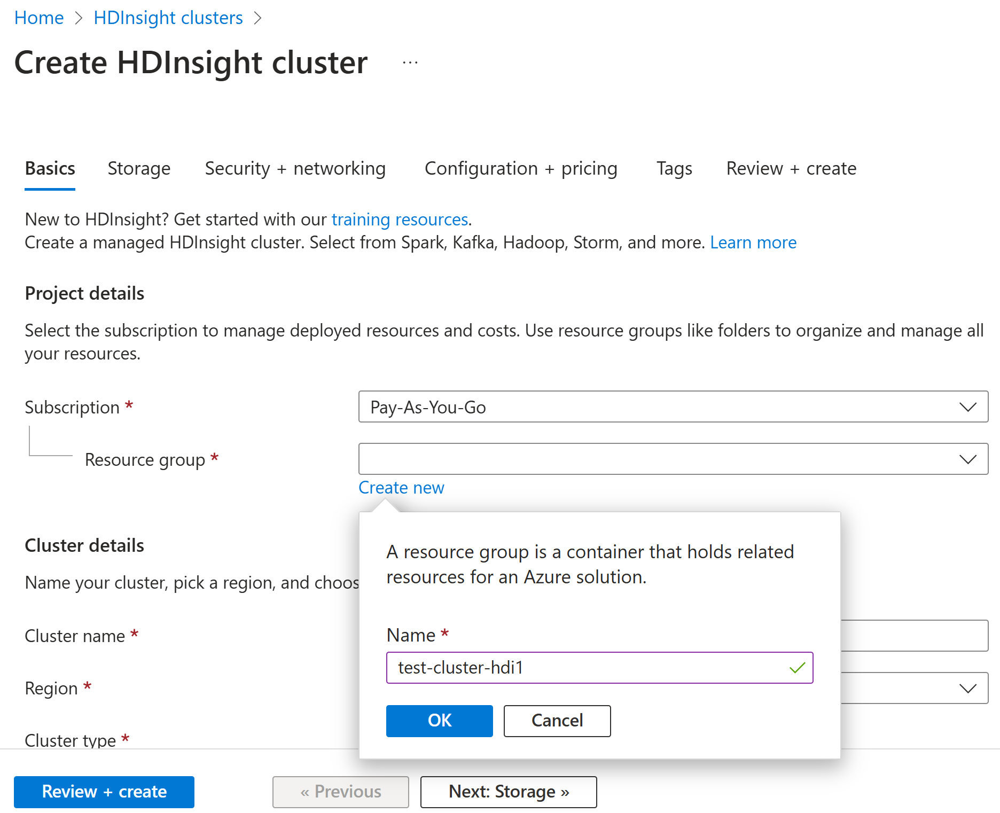 Home > HDInsight clusters >
Create HDInsight cluster ...
Basics Storage Security + networking Configuration + pricing Tags Review + create
New to HDInsight? Get started with our training resources.
Create a managed HDInsight cluster. Select from Spark, Kafka, Hadoop, Storm, and more. Learn more
Project details
Select the subscription to manage deployed resources and costs. Use resource groups like folders to organize and manage all
your resources.
Subscription *
Pay-As-You-Go
Resource group *
Create new
A resource group is a container that holds related
resources for an Azure solution.
Name *
test-cluster-hdi1
OK Cancel
Cluster details
Name your cluster, pick a region, and choos
Cluster name *
Region *
Cluster type *
Review + create « Previous Next: Storage »